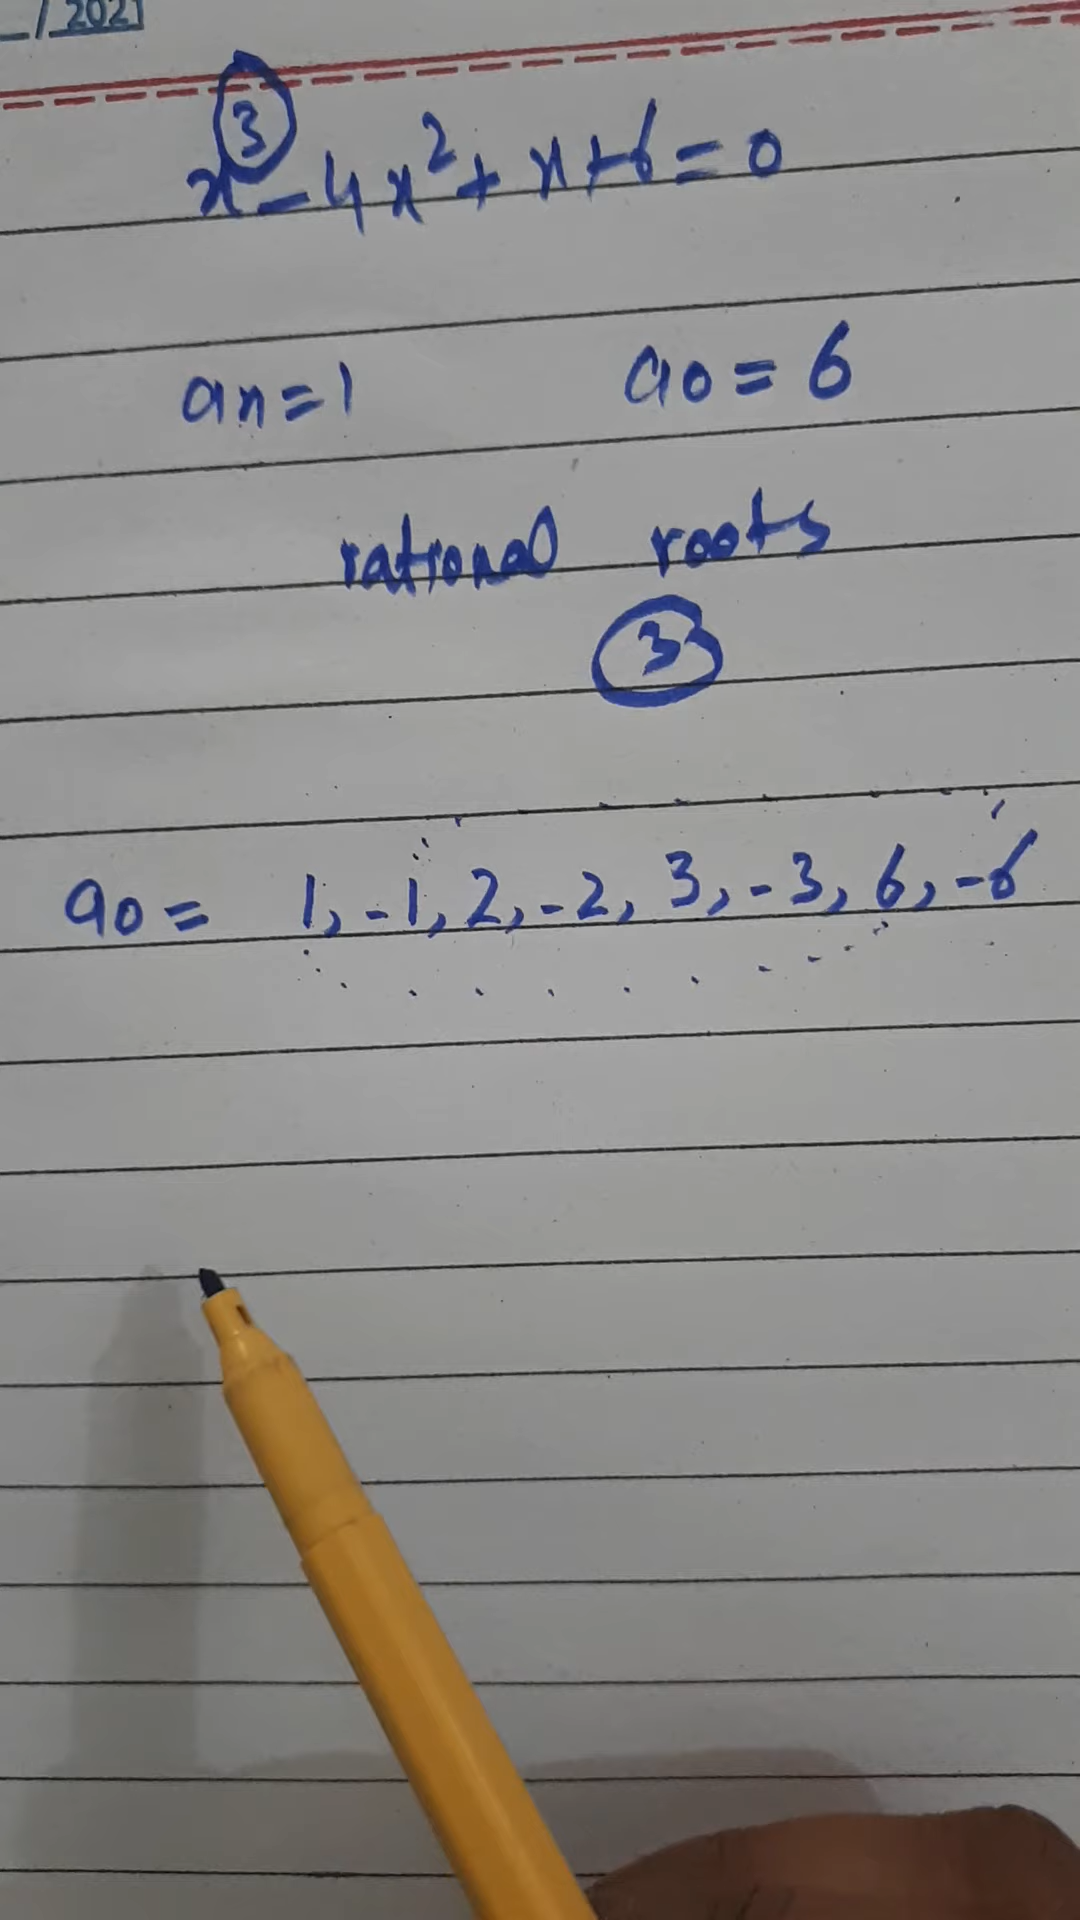 / 2021
x³ - 4x² + x + 6 = 0
an = 1 a0 = 6
rational roots
3
a0 = 1, -1, 2, -2, 3, -3, 6, -6